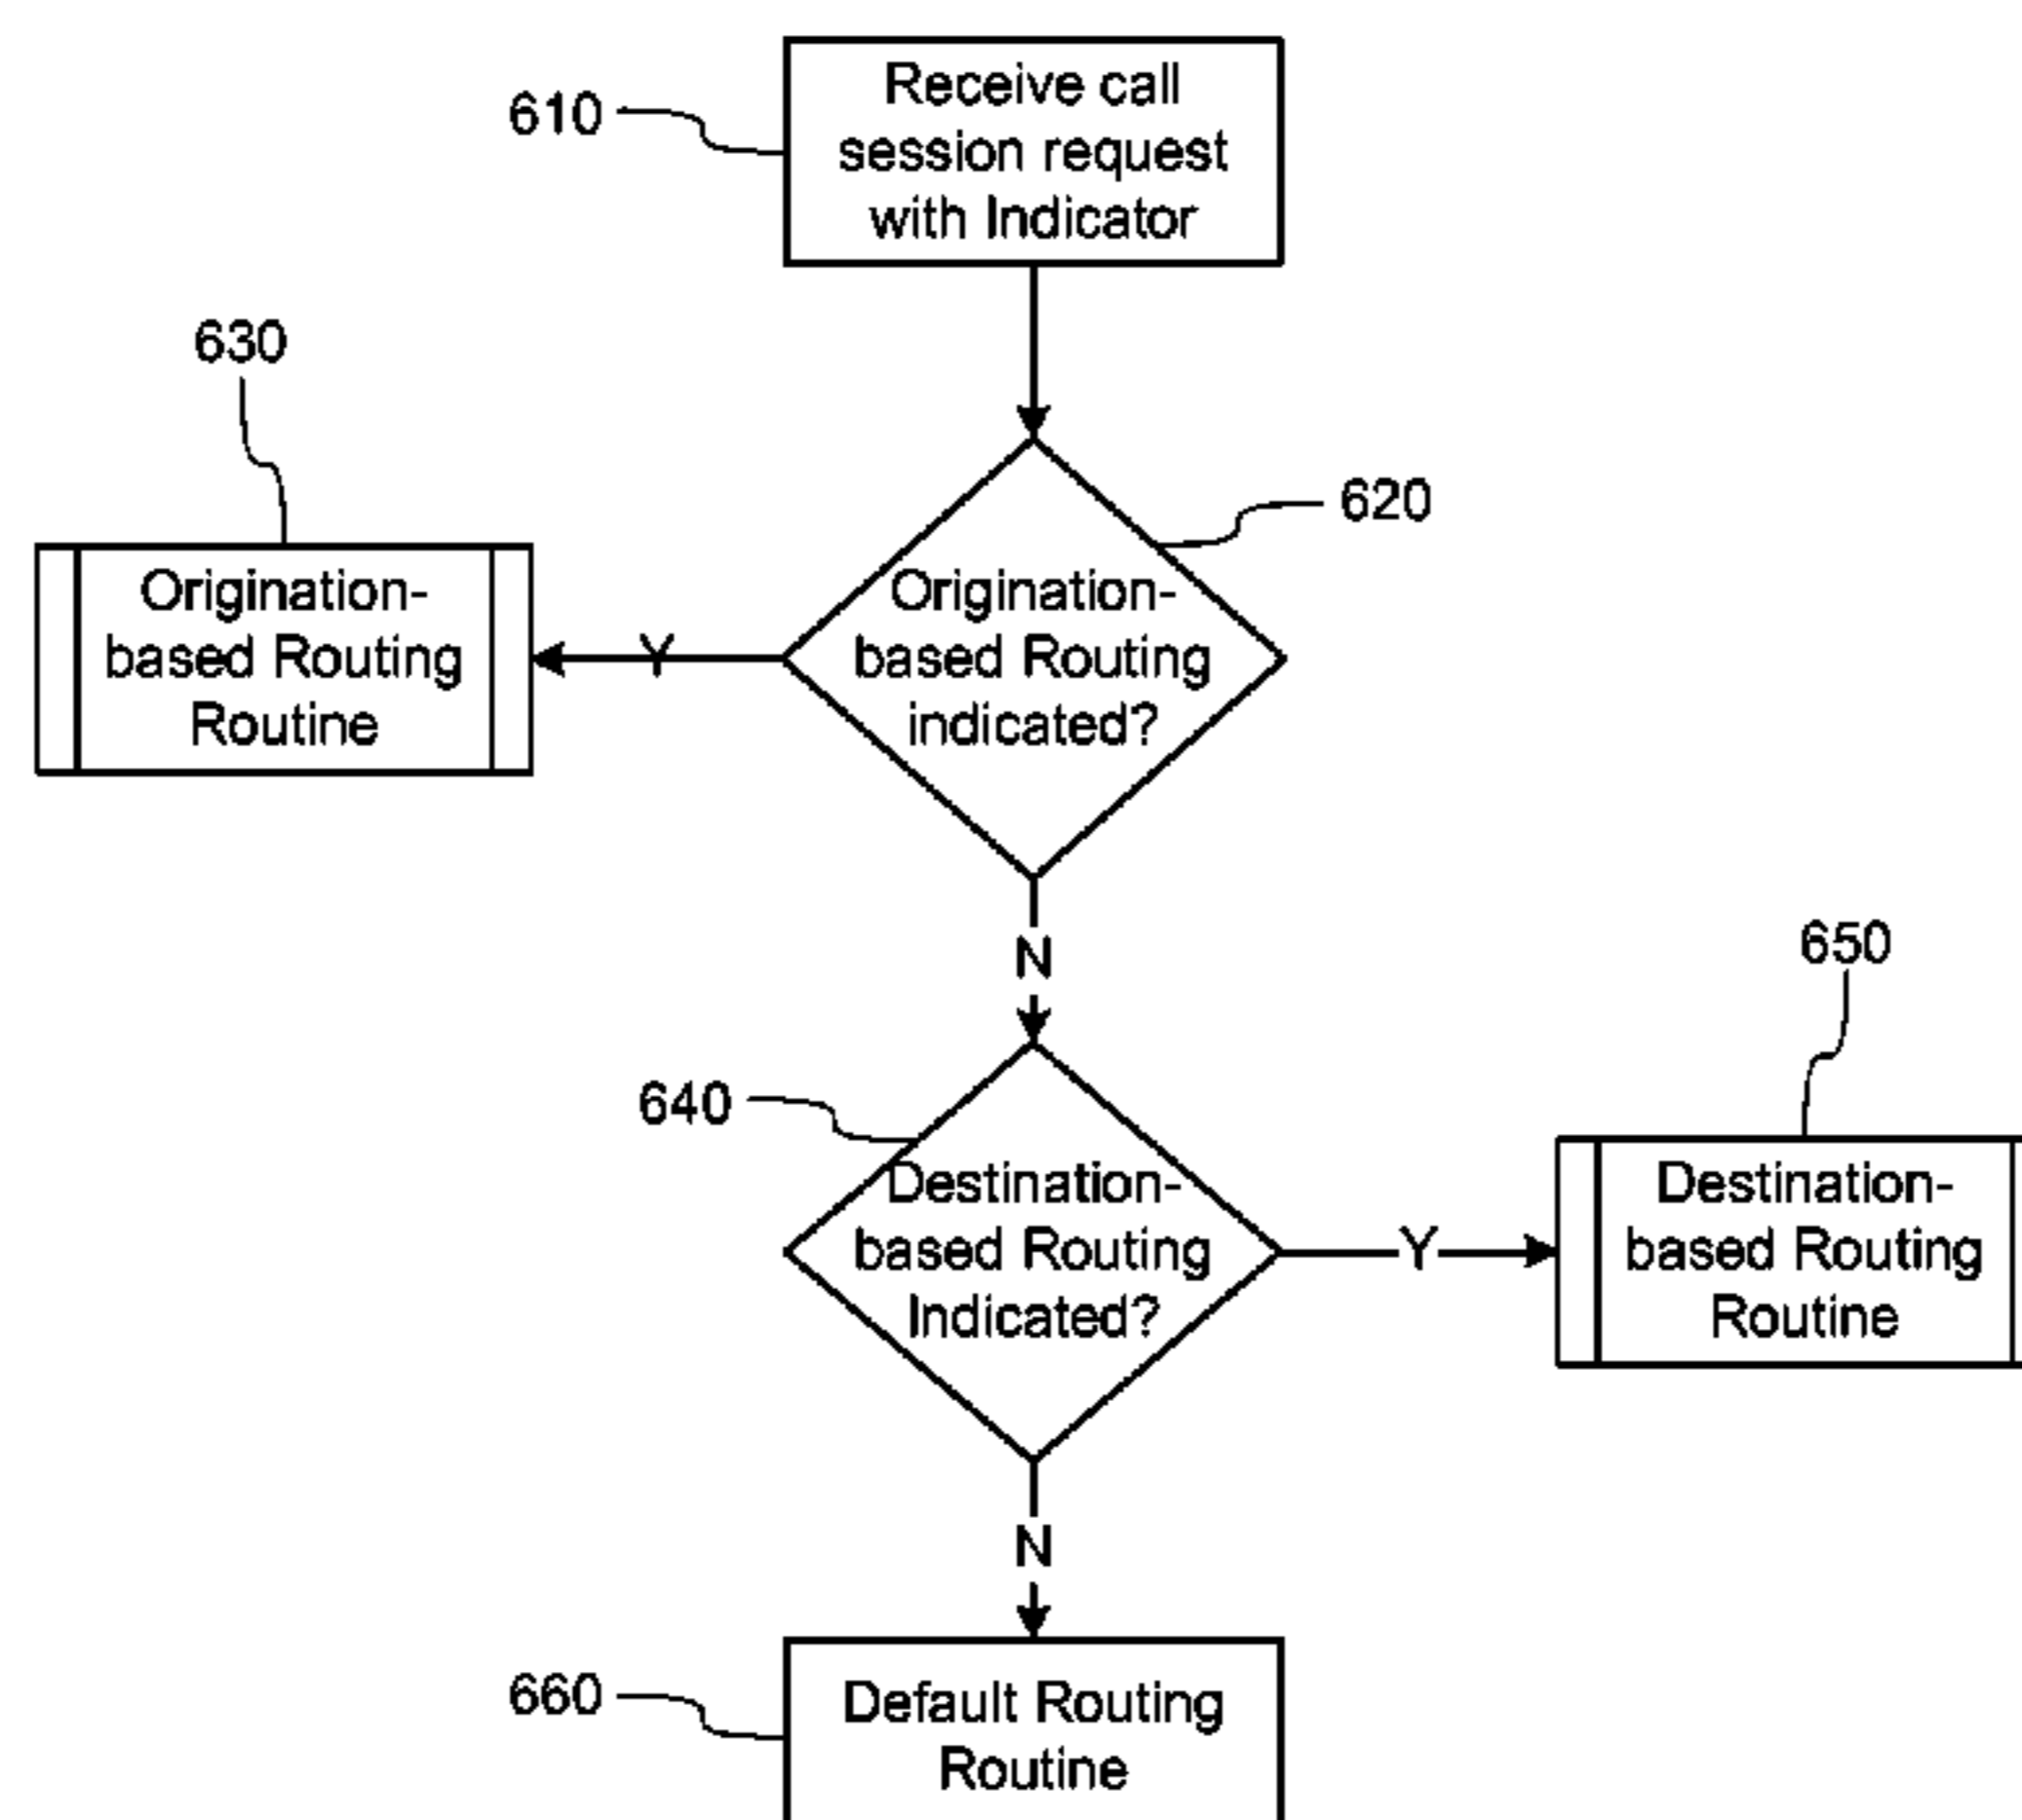 610
Receive call
session request
with Indicator
630
620
Origination-
based Routing
Routine
Y
Origination-
based Routing
indicated?
N
650
640
Destination-
based Routing
Indicated?
Y
Destination-
based Routing
Routine
N
660
Default Routing
Routine